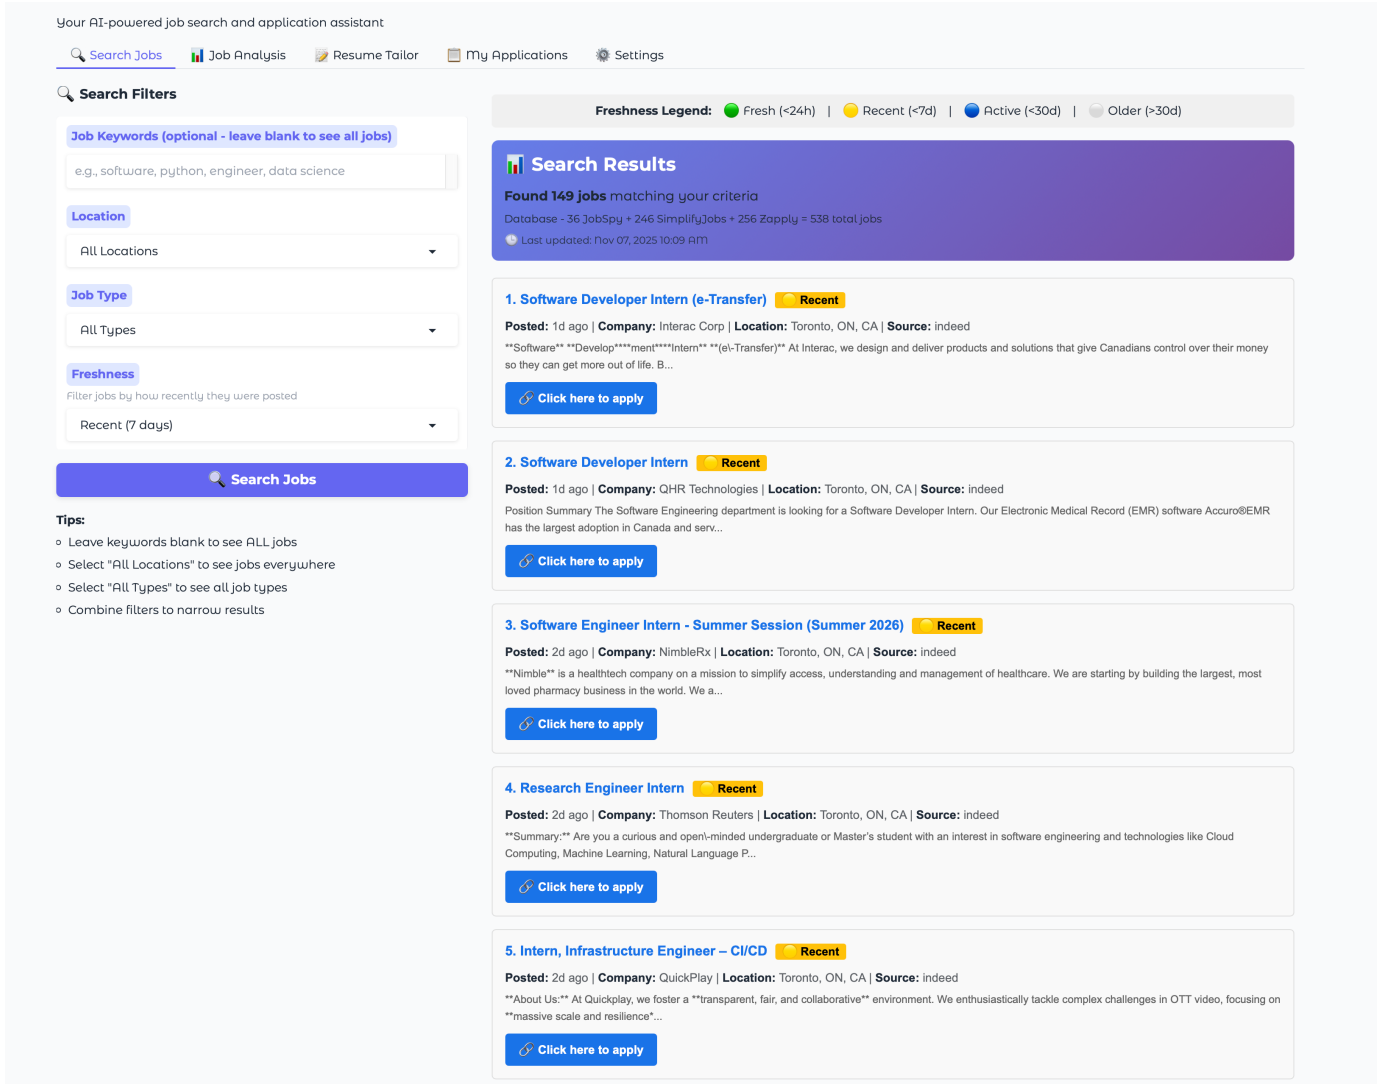 Your AI-powered job search and application assistant
🔍 Search Jobs 📊 Job Analysis 📝 Resume Tailor 📋 My Applications ⚙️ Settings
🔍 Search Filters
Job Keywords (optional - leave blank to see all jobs)
e.g., software, python, engineer, data science
Location
All Locations
Job Type
All Types
Freshness
Filter jobs by how recently they were posted
Recent (7 days)
🔍 Search Jobs
Tips:
Leave keywords blank to see ALL jobs
Select "All Locations" to see jobs everywhere
Select "All Types" to see all job types
Combine filters to narrow results
Freshness Legend: 🟢 Fresh (<24h) | 🟡 Recent (<7d) | 🔵 Active (<30d) | ⚪ Older (>30d)
📊 Search Results
Found 149 jobs matching your criteria
Database - 36 JobSpy + 246 SimplifyJobs + 256 Zapply = 538 total jobs
🕒 Last updated: Nov 07, 2025 10:09 AM
1. Software Developer Intern (e-Transfer) 🟡 Recent
Posted: 1d ago | Company: Interac Corp | Location: Toronto, ON, CA | Source: indeed
**Software** **Develop****ment****Intern** **(e\-Transfer)** At Interac, we design and deliver products and solutions that give Canadians control over their money
so they can get more out of life. B...
🔗 Click here to apply
2. Software Developer Intern 🟡 Recent
Posted: 1d ago | Company: QHR Technologies | Location: Toronto, ON, CA | Source: indeed
Position Summary The Software Engineering department is looking for a Software Developer Intern. Our Electronic Medical Record (EMR) software Accuro®EMR
has the largest adoption in Canada and serv...
🔗 Click here to apply
3. Software Engineer Intern - Summer Session (Summer 2026) 🟡 Recent
Posted: 2d ago | Company: NimbleRx | Location: Toronto, ON, CA | Source: indeed
**Nimble** is a healthtech company on a mission to simplify access, understanding and management of healthcare. We are starting by building the largest, most
loved pharmacy business in the world. We a...
🔗 Click here to apply
4. Research Engineer Intern 🟡 Recent
Posted: 2d ago | Company: Thomson Reuters | Location: Toronto, ON, CA | Source: indeed
**Summary:** Are you a curious and open\-minded undergraduate or Master's student with an interest in software engineering and technologies like Cloud
Computing, Machine Learning, Natural Language P...
🔗 Click here to apply
5. Intern, Infrastructure Engineer – CI/CD 🟡 Recent
Posted: 2d ago | Company: QuickPlay | Location: Toronto, ON, CA | Source: indeed
**About Us:** At Quickplay, we foster a **transparent, fair, and collaborative** environment. We enthusiastically tackle complex challenges in OTT video, focusing on
**massive scale and resilience*...
🔗 Click here to apply